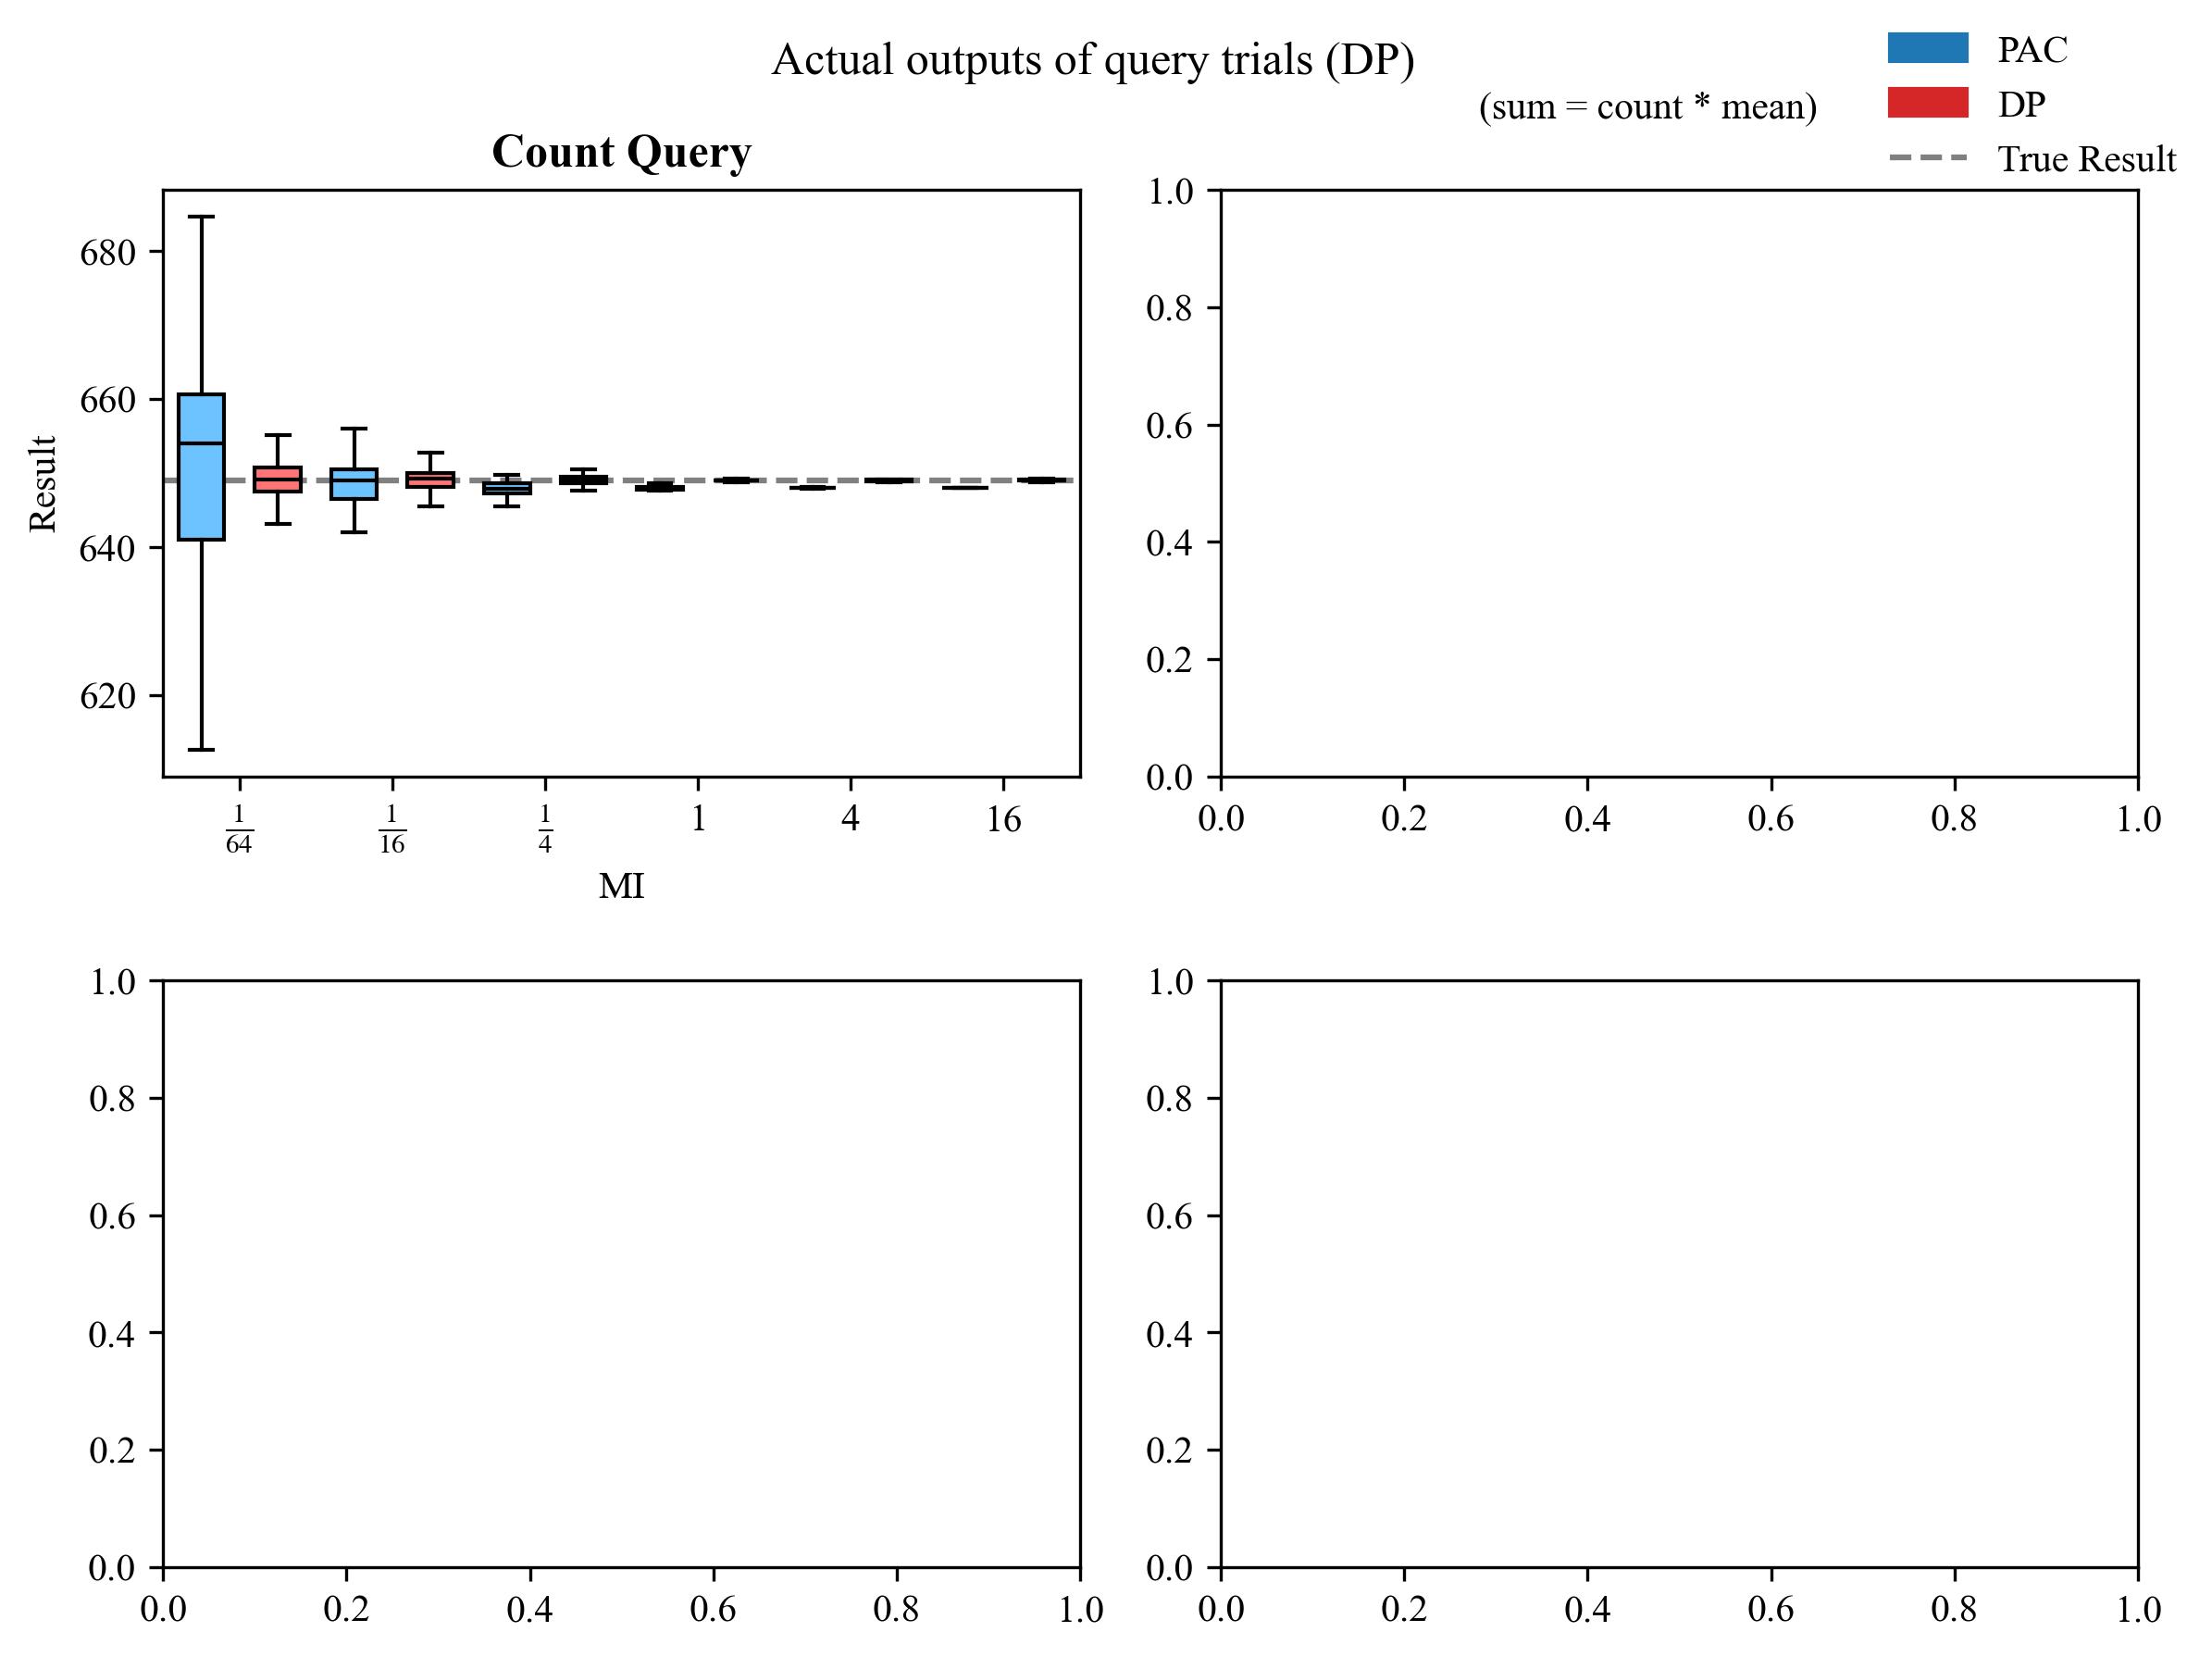 Actual outputs of query trials (DP)
(sum = count * mean)
PAC
DP
True Result
Count Query
Result
680
660
640
620
1/64
1/16
1/4
1
4
16
MI
1.0
0.8
0.6
0.4
0.2
0.0
0.0 0.2 0.4 0.6 0.8 1.0
1.0
0.8
0.6
0.4
0.2
0.0
0.0 0.2 0.4 0.6 0.8 1.0
1.0
0.8
0.6
0.4
0.2
0.0
0.0 0.2 0.4 0.6 0.8 1.0